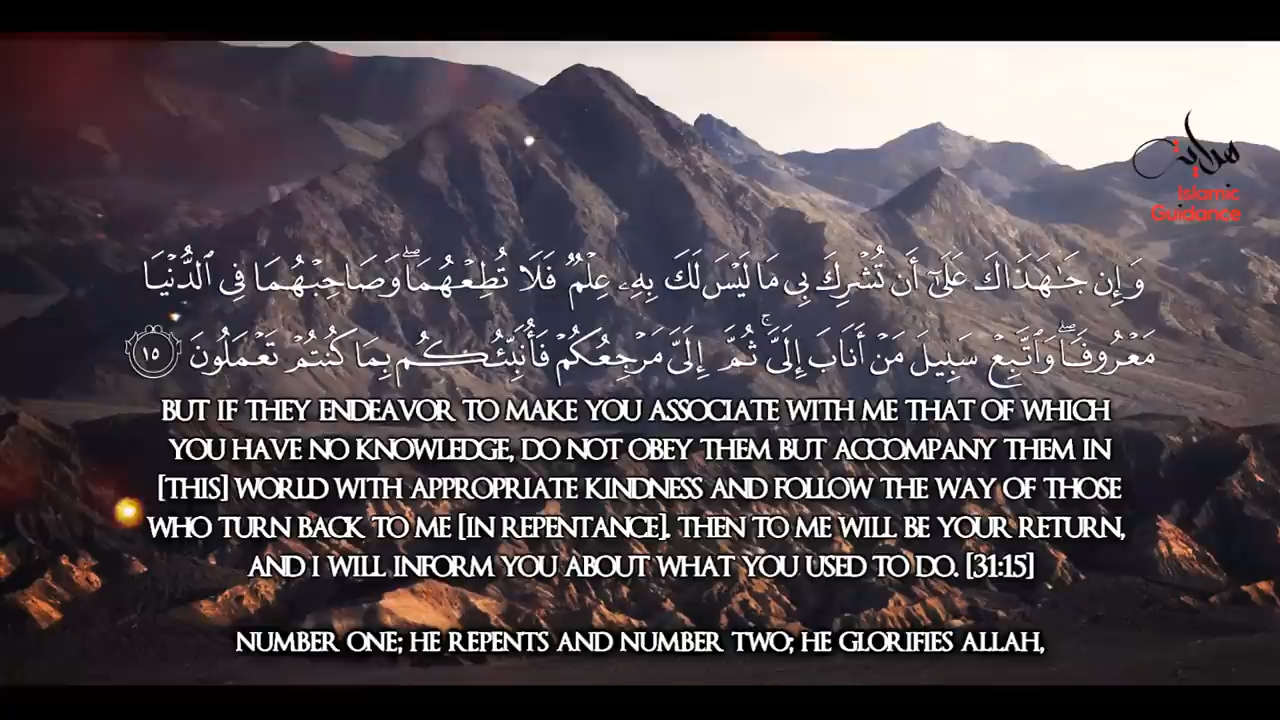 هداية
Islamic
Guidance
وَإِن جَٰهَدَاكَ عَلَىٰٓ أَن تُشْرِكَ بِى مَا لَيْسَ لَكَ بِهِۦ عِلْمٌ فَلَا تُطِعْهُمَا ۖ وَصَاحِبْهُمَا فِى ٱلدُّنْيَا
مَعْرُوفًا ۖ وَٱتَّبِعْ سَبِيلَ مَنْ أَنَابَ إِلَىَّ ۚ ثُمَّ إِلَىَّ مَرْجِعُكُمْ فَأُنَبِّئُكُم بِمَا كُنتُمْ تَعْمَلُونَ ١٥
BUT IF THEY ENDEAVOR TO MAKE YOU ASSOCIATE WITH ME THAT OF WHICH
YOU HAVE NO KNOWLEDGE, DO NOT OBEY THEM BUT ACCOMPANY THEM IN
[THIS] WORLD WITH APPROPRIATE KINDNESS AND FOLLOW THE WAY OF THOSE
WHO TURN BACK TO ME [IN REPENTANCE]. THEN TO ME WILL BE YOUR RETURN,
AND I WILL INFORM YOU ABOUT WHAT YOU USED TO DO. [31:15]
NUMBER ONE; HE REPENTS AND NUMBER TWO; HE GLORIFIES ALLAH,